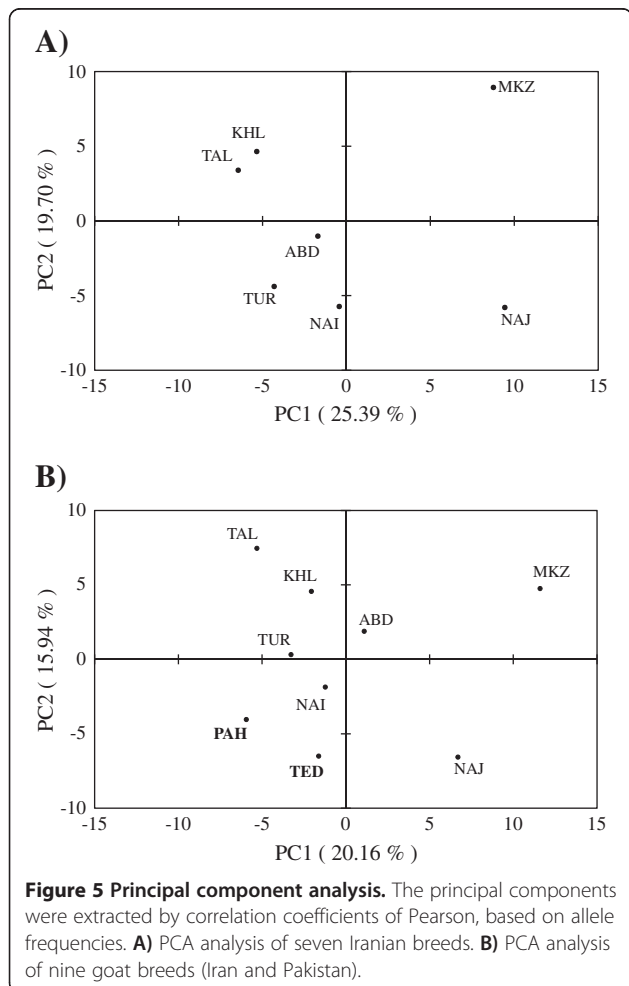 A)
10
MKZ
KHL
5
TAL
0
ABD
-5
TUR
NAI
NAJ
-10
-15 -10 -5 0 5 10 15
PC2 ( 19.70 % )
PC1 ( 25.39 % )
B)
10
TAL
5
KHL
MKZ
ABD
TUR
0
NAI
PAH
-5
TED
NAJ
-10
-15 -10 -5 0 5 10 15
PC2 ( 15.94 % )
PC1 ( 20.16 % )
Figure 5 Principal component analysis. The principal components
were extracted by correlation coefficients of Pearson, based on allele
frequencies. A) PCA analysis of seven Iranian breeds. B) PCA analysis
of nine goat breeds (Iran and Pakistan).